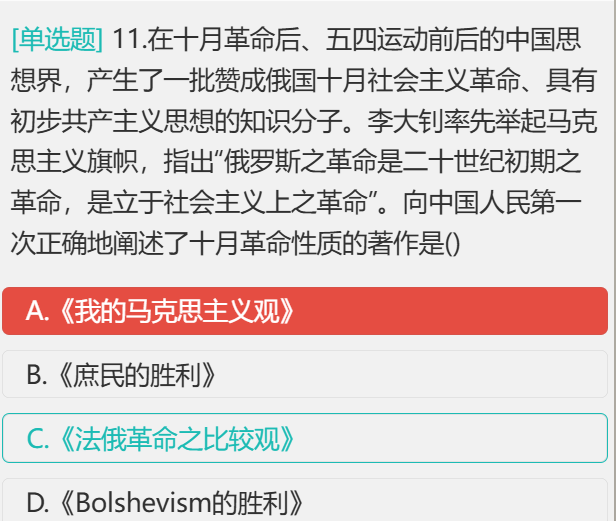 [单选题] 11.在十月革命后、五四运动前后的中国思
想界，产生了一批赞成俄国十月社会主义革命、具有
初步共产主义思想的知识分子。李大钊率先举起马克
思主义旗帜，指出“俄罗斯之革命是二十世纪初期之
革命，是立于社会主义上之革命”。向中国人民第一
次正确地阐述了十月革命性质的著作是()
A.《我的马克思主义观》
B.《庶民的胜利》
C.《法俄革命之比较观》
D.《Bolshevism的胜利》